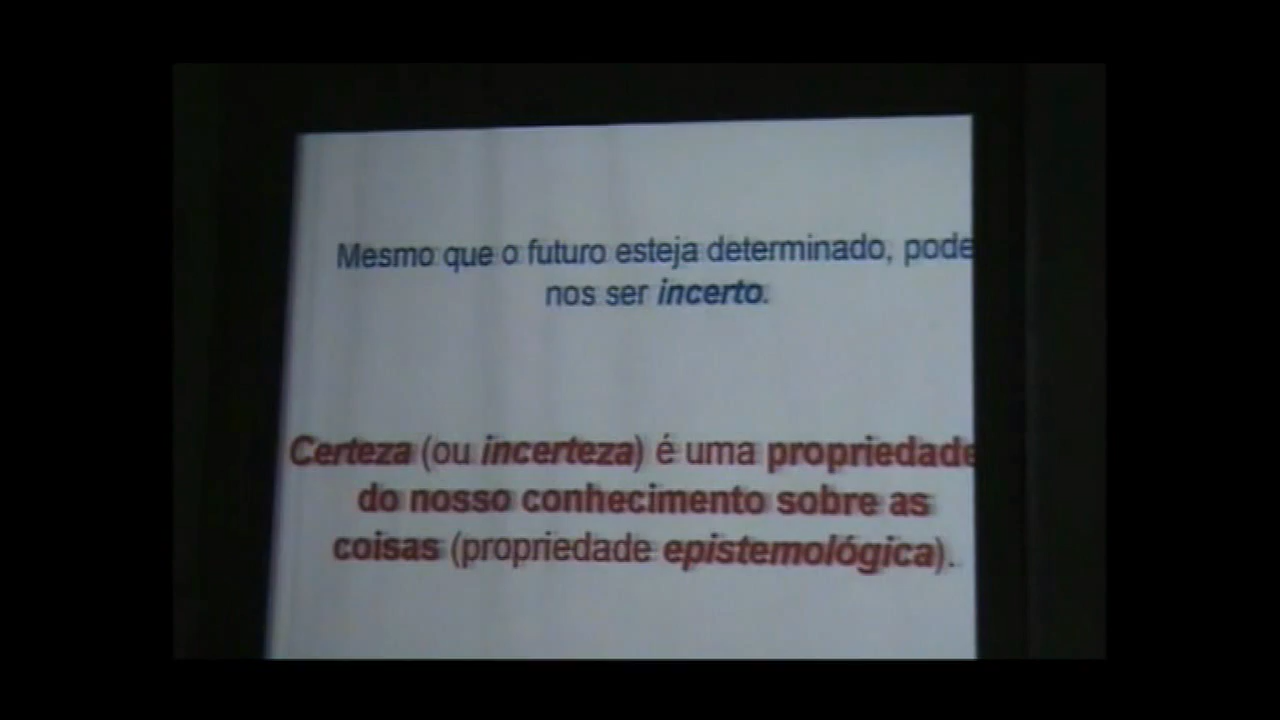 Mesmo que o futuro esteja determinado, pode
nos ser incerto.
Certeza (ou incerteza) é uma propriedade
do nosso conhecimento sobre as
coisas (propriedade epistemológica).